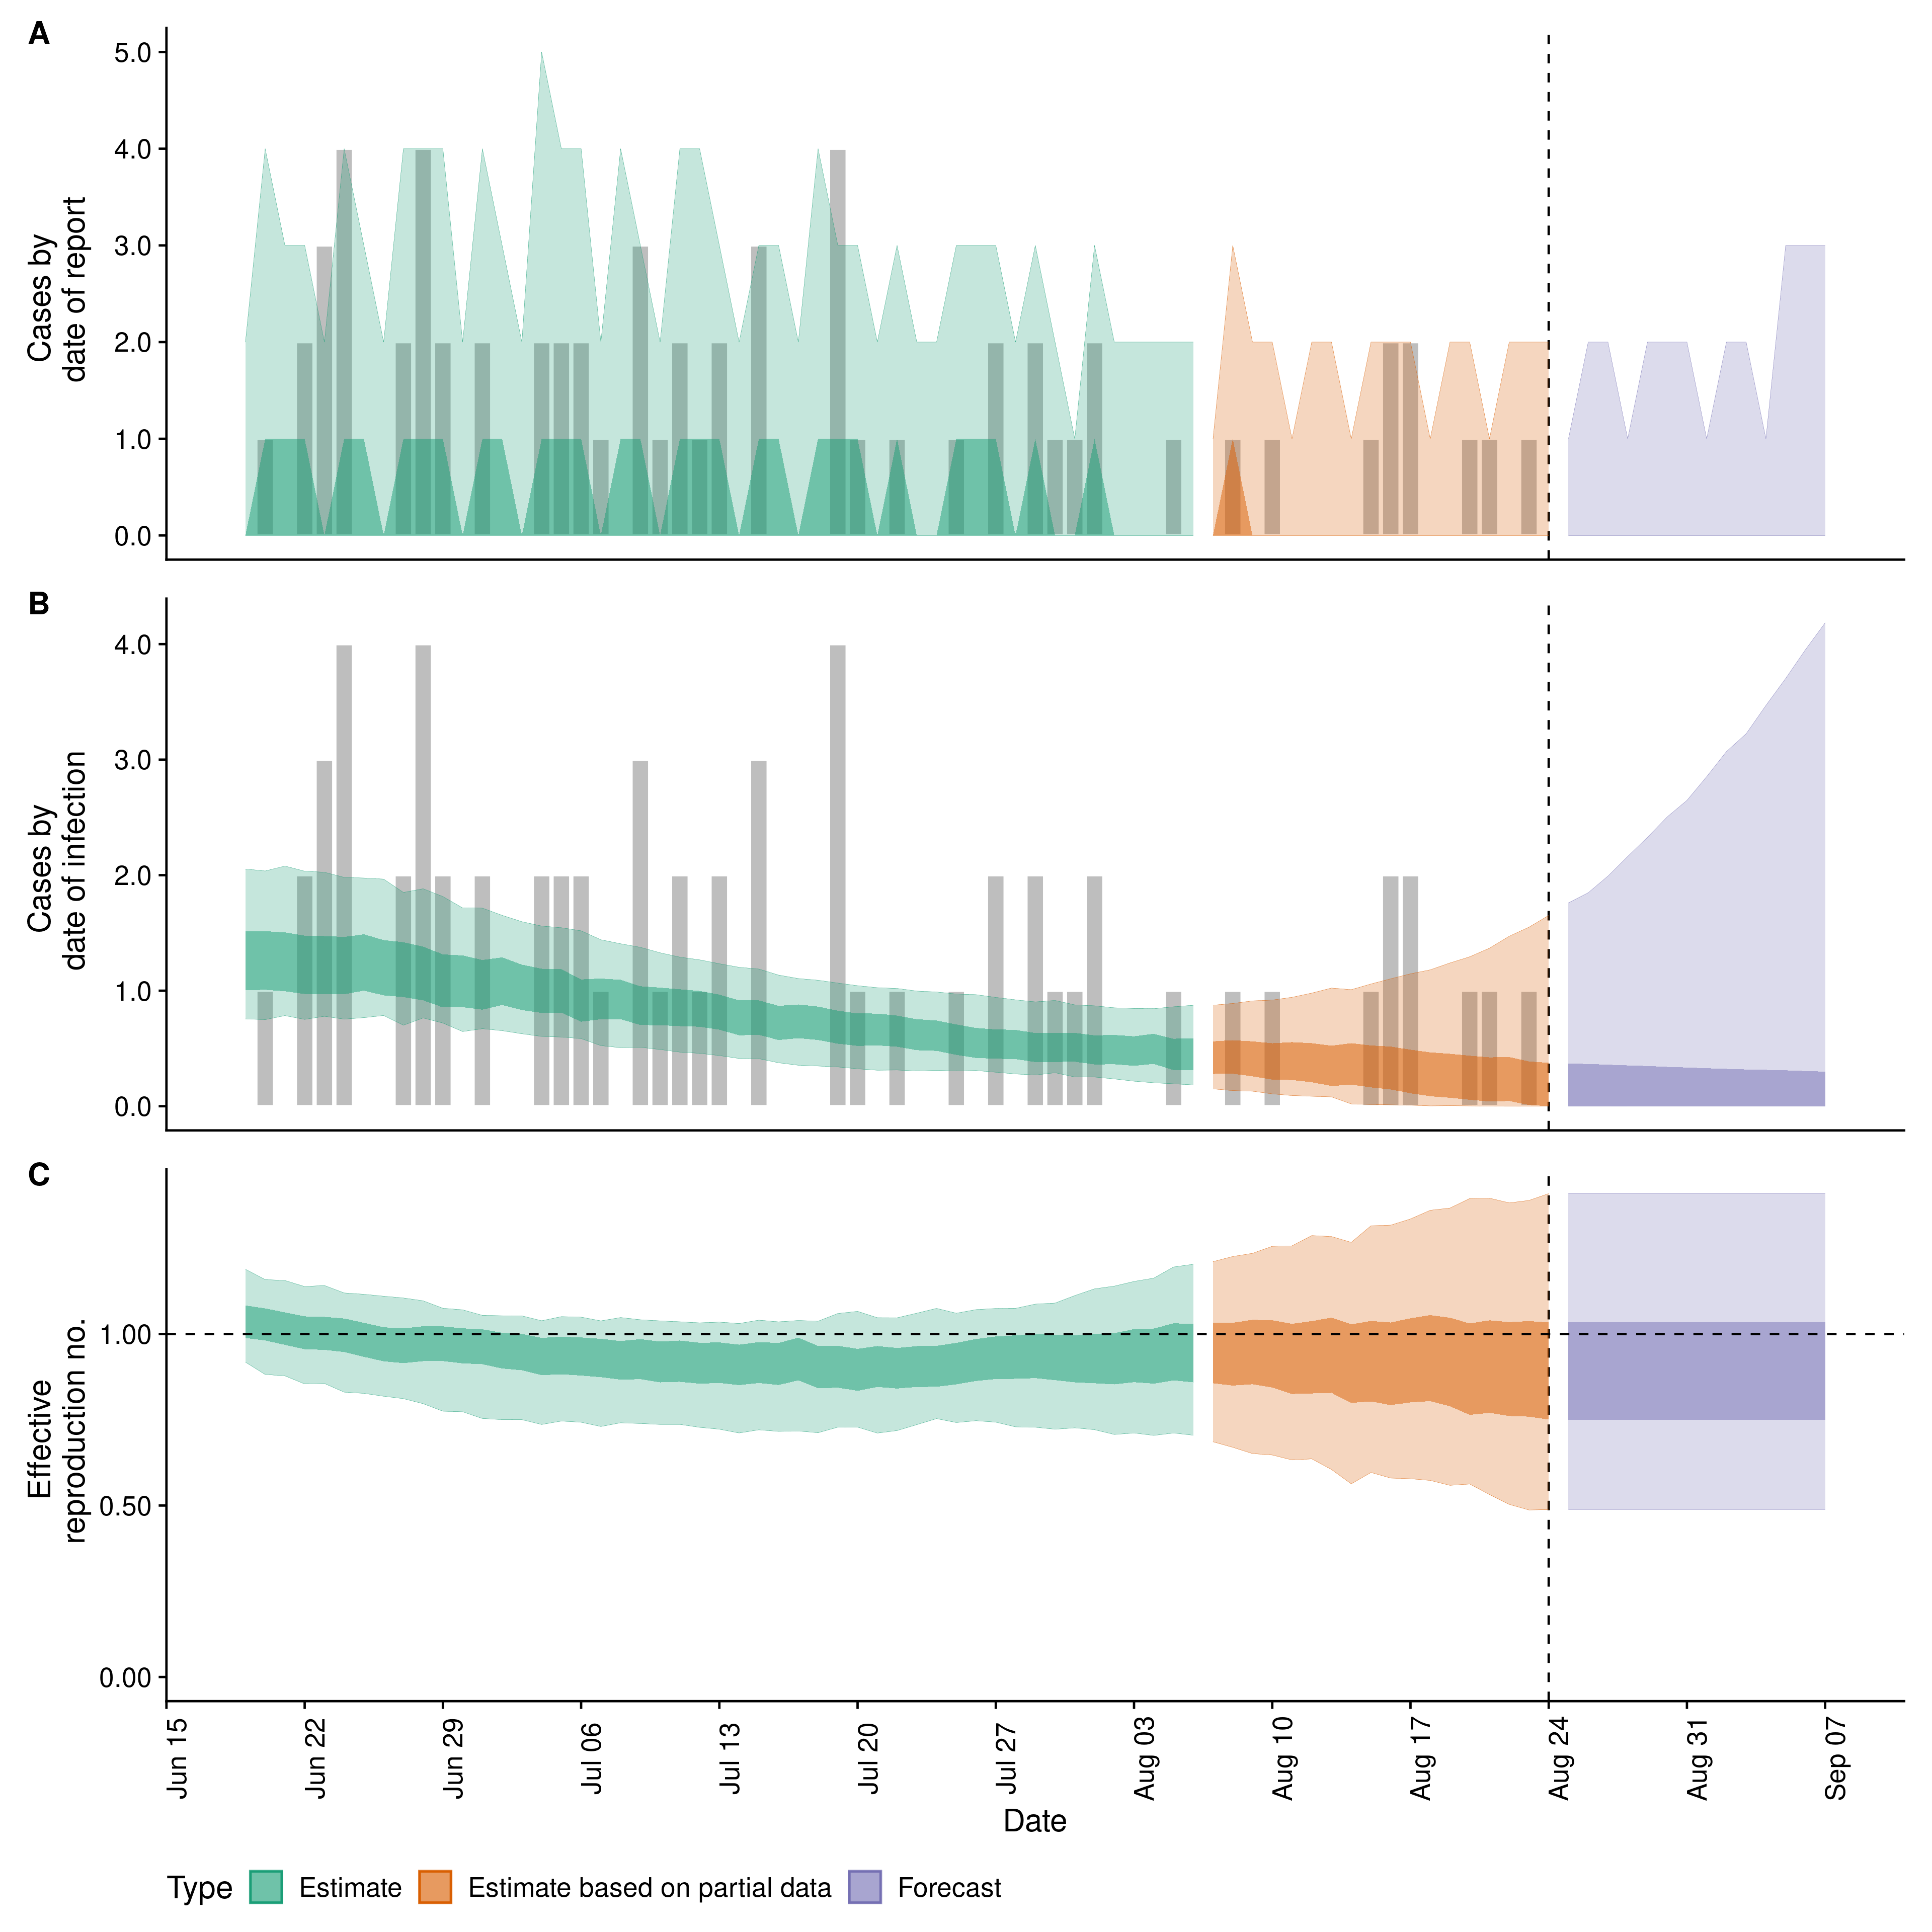 A
Cases by
date of report
5.0
4.0
3.0
2.0
1.0
0.0
B
Cases by
date of infection
4.0
3.0
2.0
1.0
0.0
C
Effective
reproduction no.
1.00
0.50
0.00
Jun 15
Jun 22
Jun 29
Jul 06
Jul 13
Jul 20
Jul 27
Aug 03
Aug 10
Aug 17
Aug 24
Aug 31
Sep 07
Date
Type Estimate Estimate based on partial data Forecast